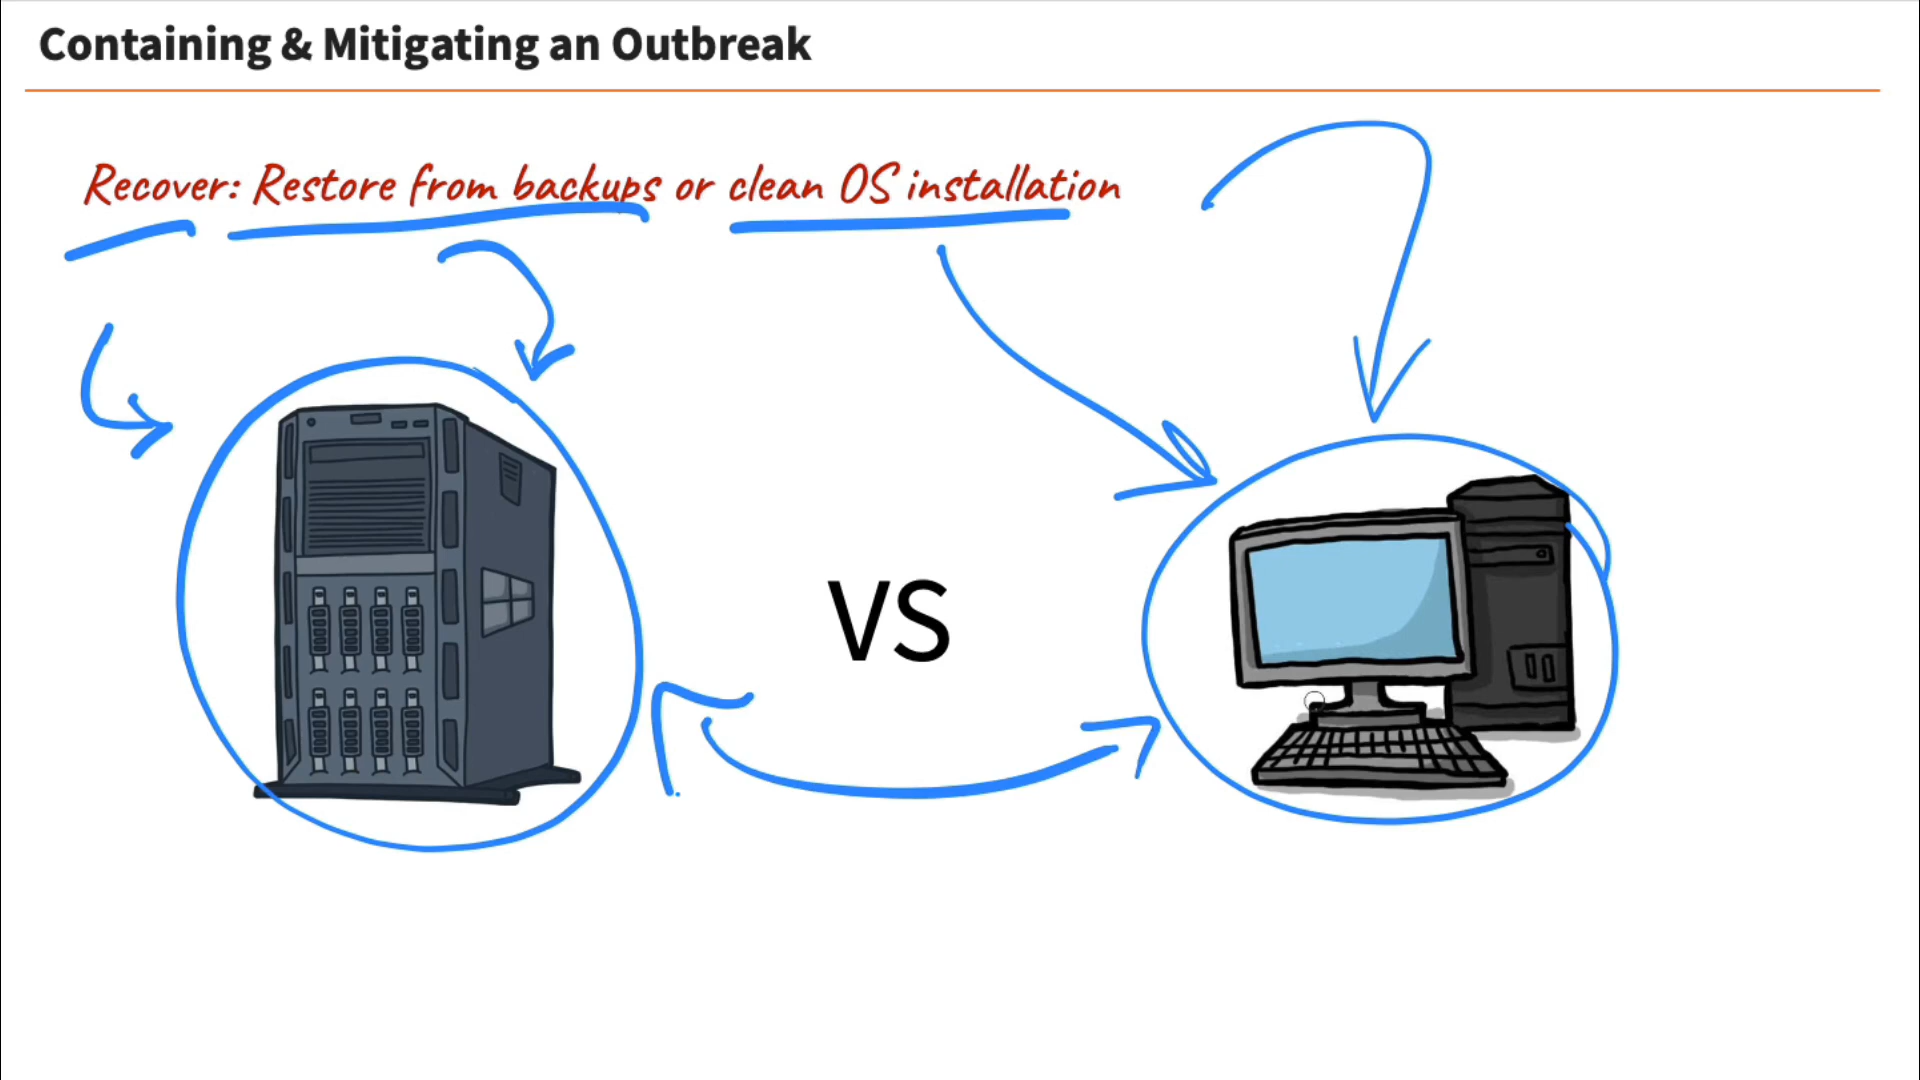 Containing & Mitigating an Outbreak
Recover: Restore from backups or clean OS installation
VS